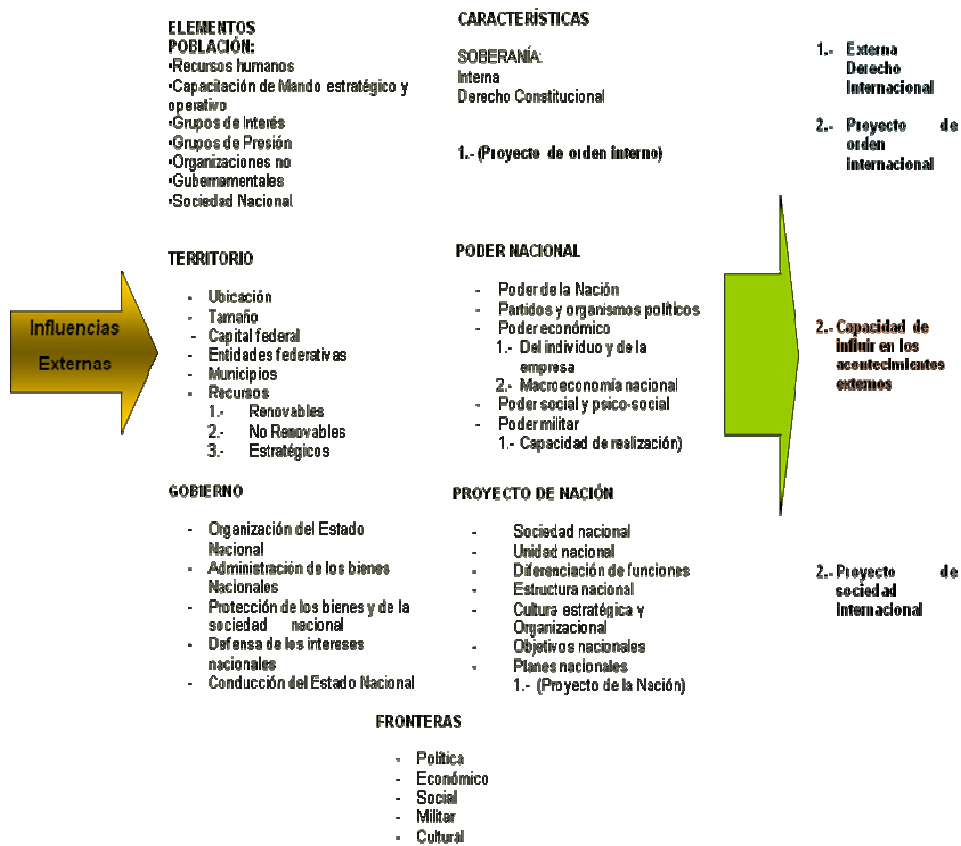 ELEMENTOS
POBLACIÓN:
•Recursos humanos
•Capacitación de Mando estratégico y
operativo
•Grupos de Interés
•Grupos de Presión
•Organizaciones no
•Gubernamentales
•Sociedad Nacional
CARACTERÍSTICAS
SOBERANÍA:
Interna
Derecho Constitucional
1.- (Proyecto de orden interno)
1.- Externa
Derecho
Internacional
2.- Proyecto de
orden
internacional
Influencias
Externas
TERRITORIO
- Ubicación
- Tamaño
- Capital federal
- Entidades federativas
- Municipios
- Recursos
1.- Renovables
2.- No Renovables
3.- Estratégicos
PODER NACIONAL
- Poder de la Nación
- Partidos y organismos políticos
- Poder económico
1.- Del individuo y de la
empresa
2.- Macroeconomía nacional
- Poder social y psico-social
- Poder militar
1.- Capacidad de realización)
2.- Capacidad de
influir en los
acontecimientos
externos
GOBIERNO
- Organización del Estado
Nacional
- Administración de los bienes
Nacionales
- Protección de los bienes y de la
sociedad nacional
- Defensa de los intereses
nacionales
- Conducción del Estado Nacional
PROYECTO DE NACIÓN
- Sociedad nacional
- Unidad nacional
- Diferenciación de funciones
- Estructura nacional
- Cultura estratégica y
Organizacional
- Objetivos nacionales
- Planes nacionales
1.- (Proyecto de la Nación)
2.- Proyecto de
sociedad
Internacional
FRONTERAS
- Política
- Económico
- Social
- Militar
- Cultural